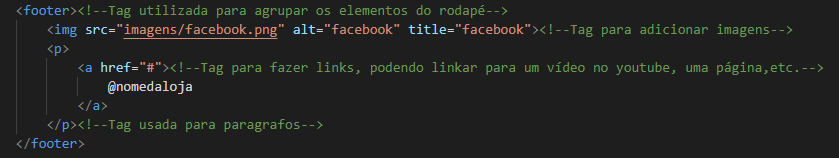 <footer><!--Tag utilizada para agrupar os elementos do rodapé-->
<img src="imagens/facebook.png" alt="facebook" title="facebook"><!--Tag para adicionar imagens-->
<p>
<a href="#"><!--Tag para fazer links, podendo linkar para um vídeo no youtube, uma página,etc.-->
@nomedaloja
</a>
</p><!--Tag usada para paragrafos-->
</footer>